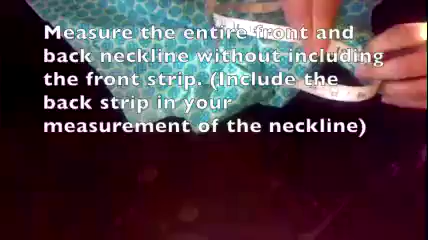 Measure the entire front and
back neckline without including
the front strip. (Include the
back strip in your
measurement of the neckline)